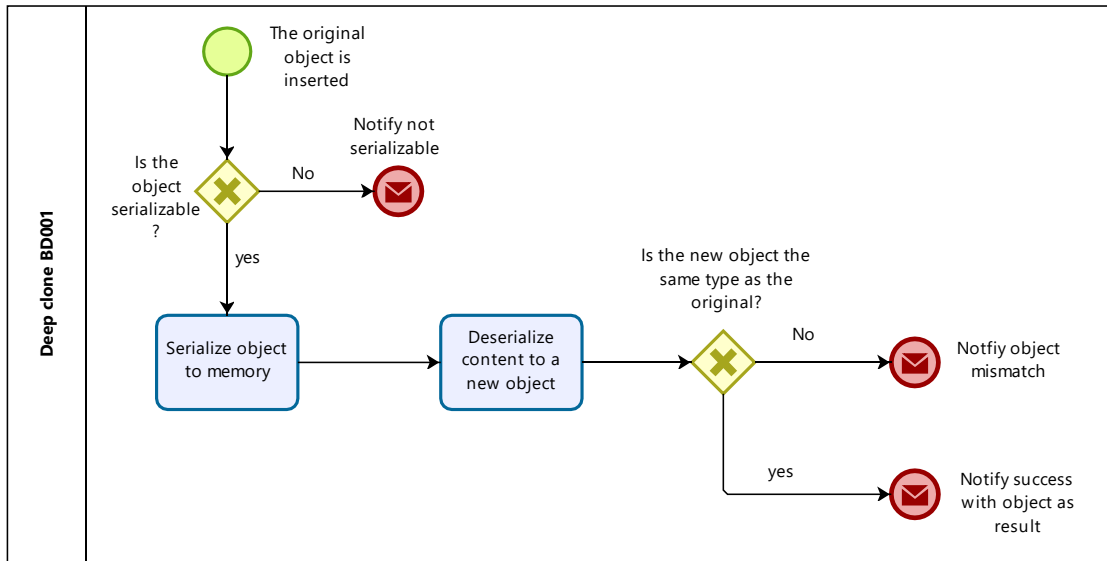 Deep clone BD001
The original
object is
inserted
Notify not
serializable
Is the
object
serializable
?
No
yes
Is the new object the
same type as the
original?
Serialize object
to memory
Deserialize
content to a
new object
No
Notfiy object
mismatch
yes
Notify success
with object as
result